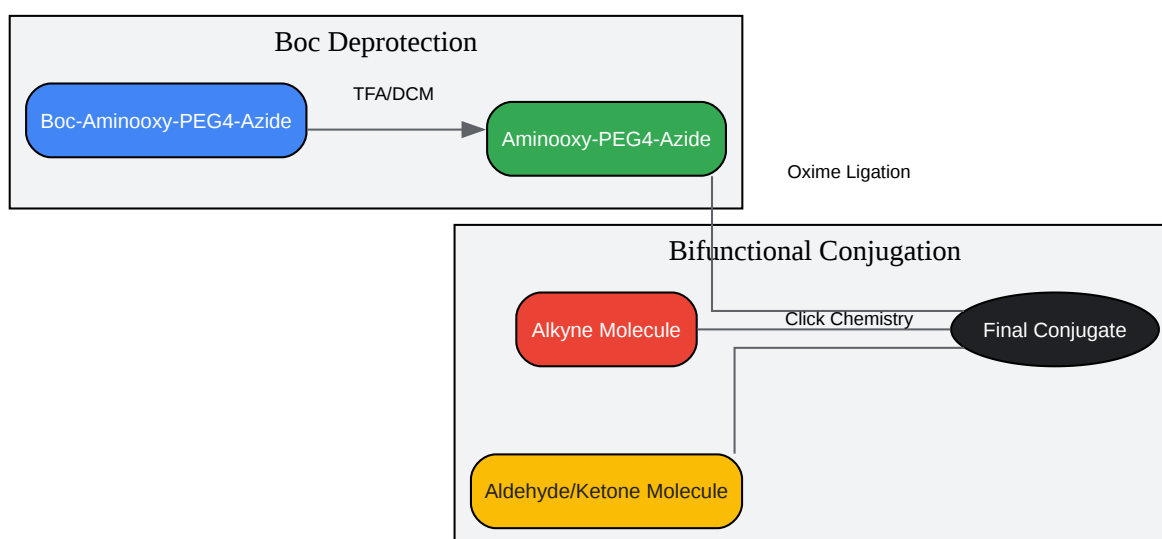 Boc Deprotection
TFA/DCM
Boc-Aminooxy-PEG4-Azide
Aminooxy-PEG4-Azide
Oxime Ligation
Bifunctional Conjugation
Click Chemistry
Alkyne Molecule
Final Conjugate
Aldehyde/Ketone Molecule